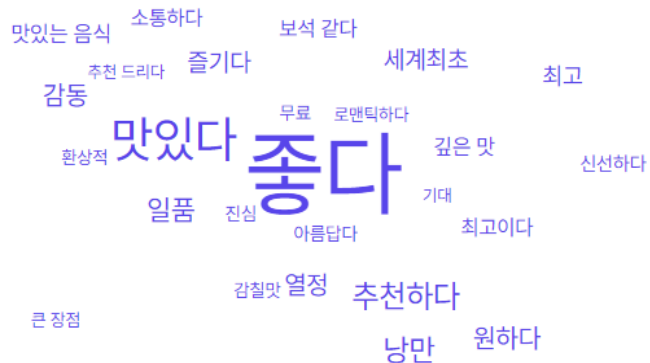 소통하다
맛있는 음식
보석 같다
즐기다
세계최초
추천 드리다
최고
감동
무료
로맨틱하다
맛있다
좋다
깊은 맛
환상적
신선하다
기대
일품
진심
최고이다
아름답다
감칠맛
열정
추천하다
큰 장점
원하다
낭만